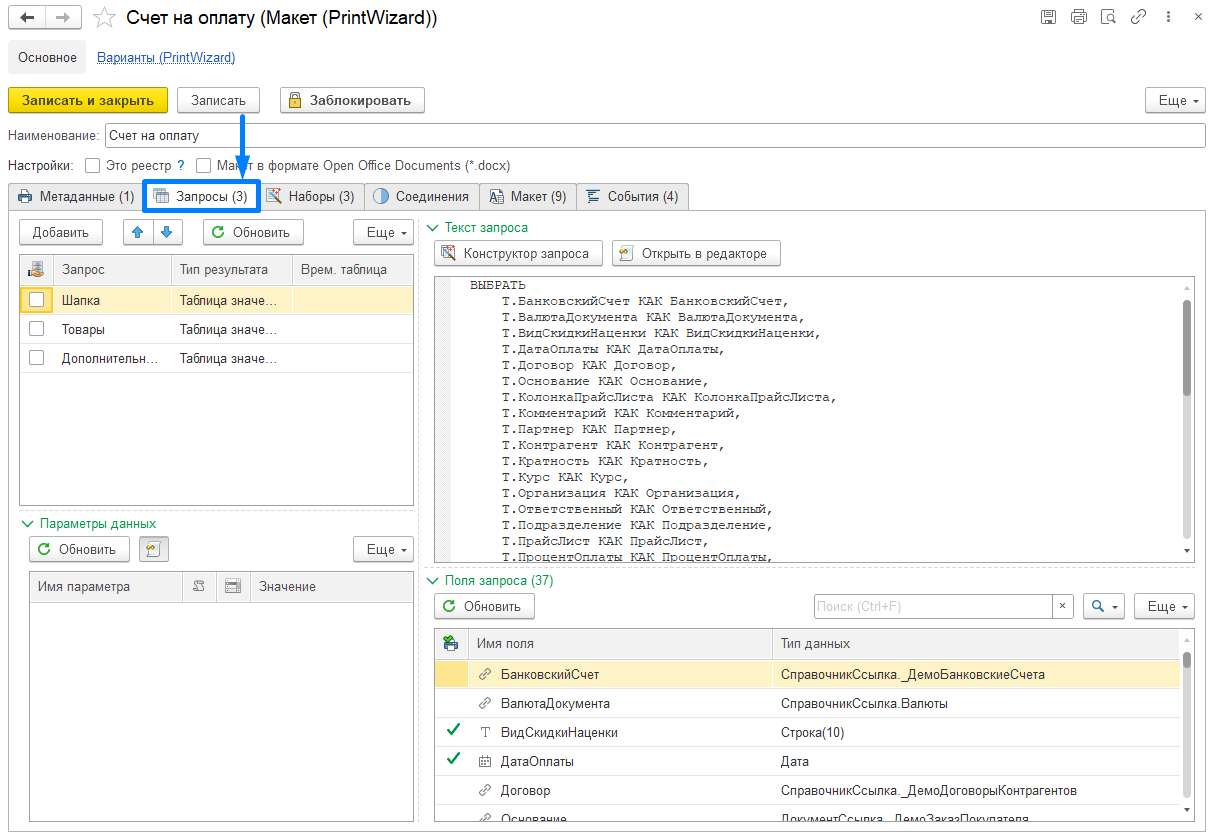 Счет на оплату (Макет (PrintWizard))
Основное Варианты (PrintWizard)
Записать и закрыть Записать Заблокировать Еще
Наименование: Счет на оплату
Настройки: Это реестр ? Макет в формате Open Office Documents (*.docx)
Метаданные (1) Запросы (3) Наборы (3) Соединения Макет (9) События (4)
Добавить Обновить Еще
Запрос Тип результата Врем. таблица
Шапка Таблица значе...
Товары Таблица значе...
Дополнительн... Таблица значе...
Параметры данных
Обновить Еще
Имя параметра Значение
Текст запроса
Конструктор запроса Открыть в редакторе
ВЫБРАТЬ
Т.БанковскийСчет КАК БанковскийСчет,
Т.ВалютаДокумента КАК ВалютаДокумента,
Т.ВидСкидкиНаценки КАК ВидСкидкиНаценки,
Т.ДатаОплаты КАК ДатаОплаты,
Т.Договор КАК Договор,
Т.Основание КАК Основание,
Т.КолонкаПрайсЛиста КАК КолонкаПрайсЛиста,
Т.Комментарий КАК Комментарий,
Т.Партнер КАК Партнер,
Т.Контрагент КАК Контрагент,
Т.Кратность КАК Кратность,
Т.Курс КАК Курс,
Т.Организация КАК Организация,
Т.Ответственный КАК Ответственный,
Т.Подразделение КАК Подразделение,
Т.ПрайсЛист КАК ПрайсЛист,
Т.ПроцентОплаты КАК ПроцентОплаты,
Поля запроса (37)
Обновить Поиск (Ctrl+F) × Еще
Имя поля Тип данных
БанковскийСчет СправочникСсылка._ДемоБанковскиеСчета
ВалютаДокумента СправочникСсылка.Валюты
ВидСкидкиНаценки Строка(10)
ДатаОплаты Дата
Договор СправочникСсылка._ДемоДоговорыКонтрагентов
Основание ДокументСсылка._ДемоЗаказПокупателя